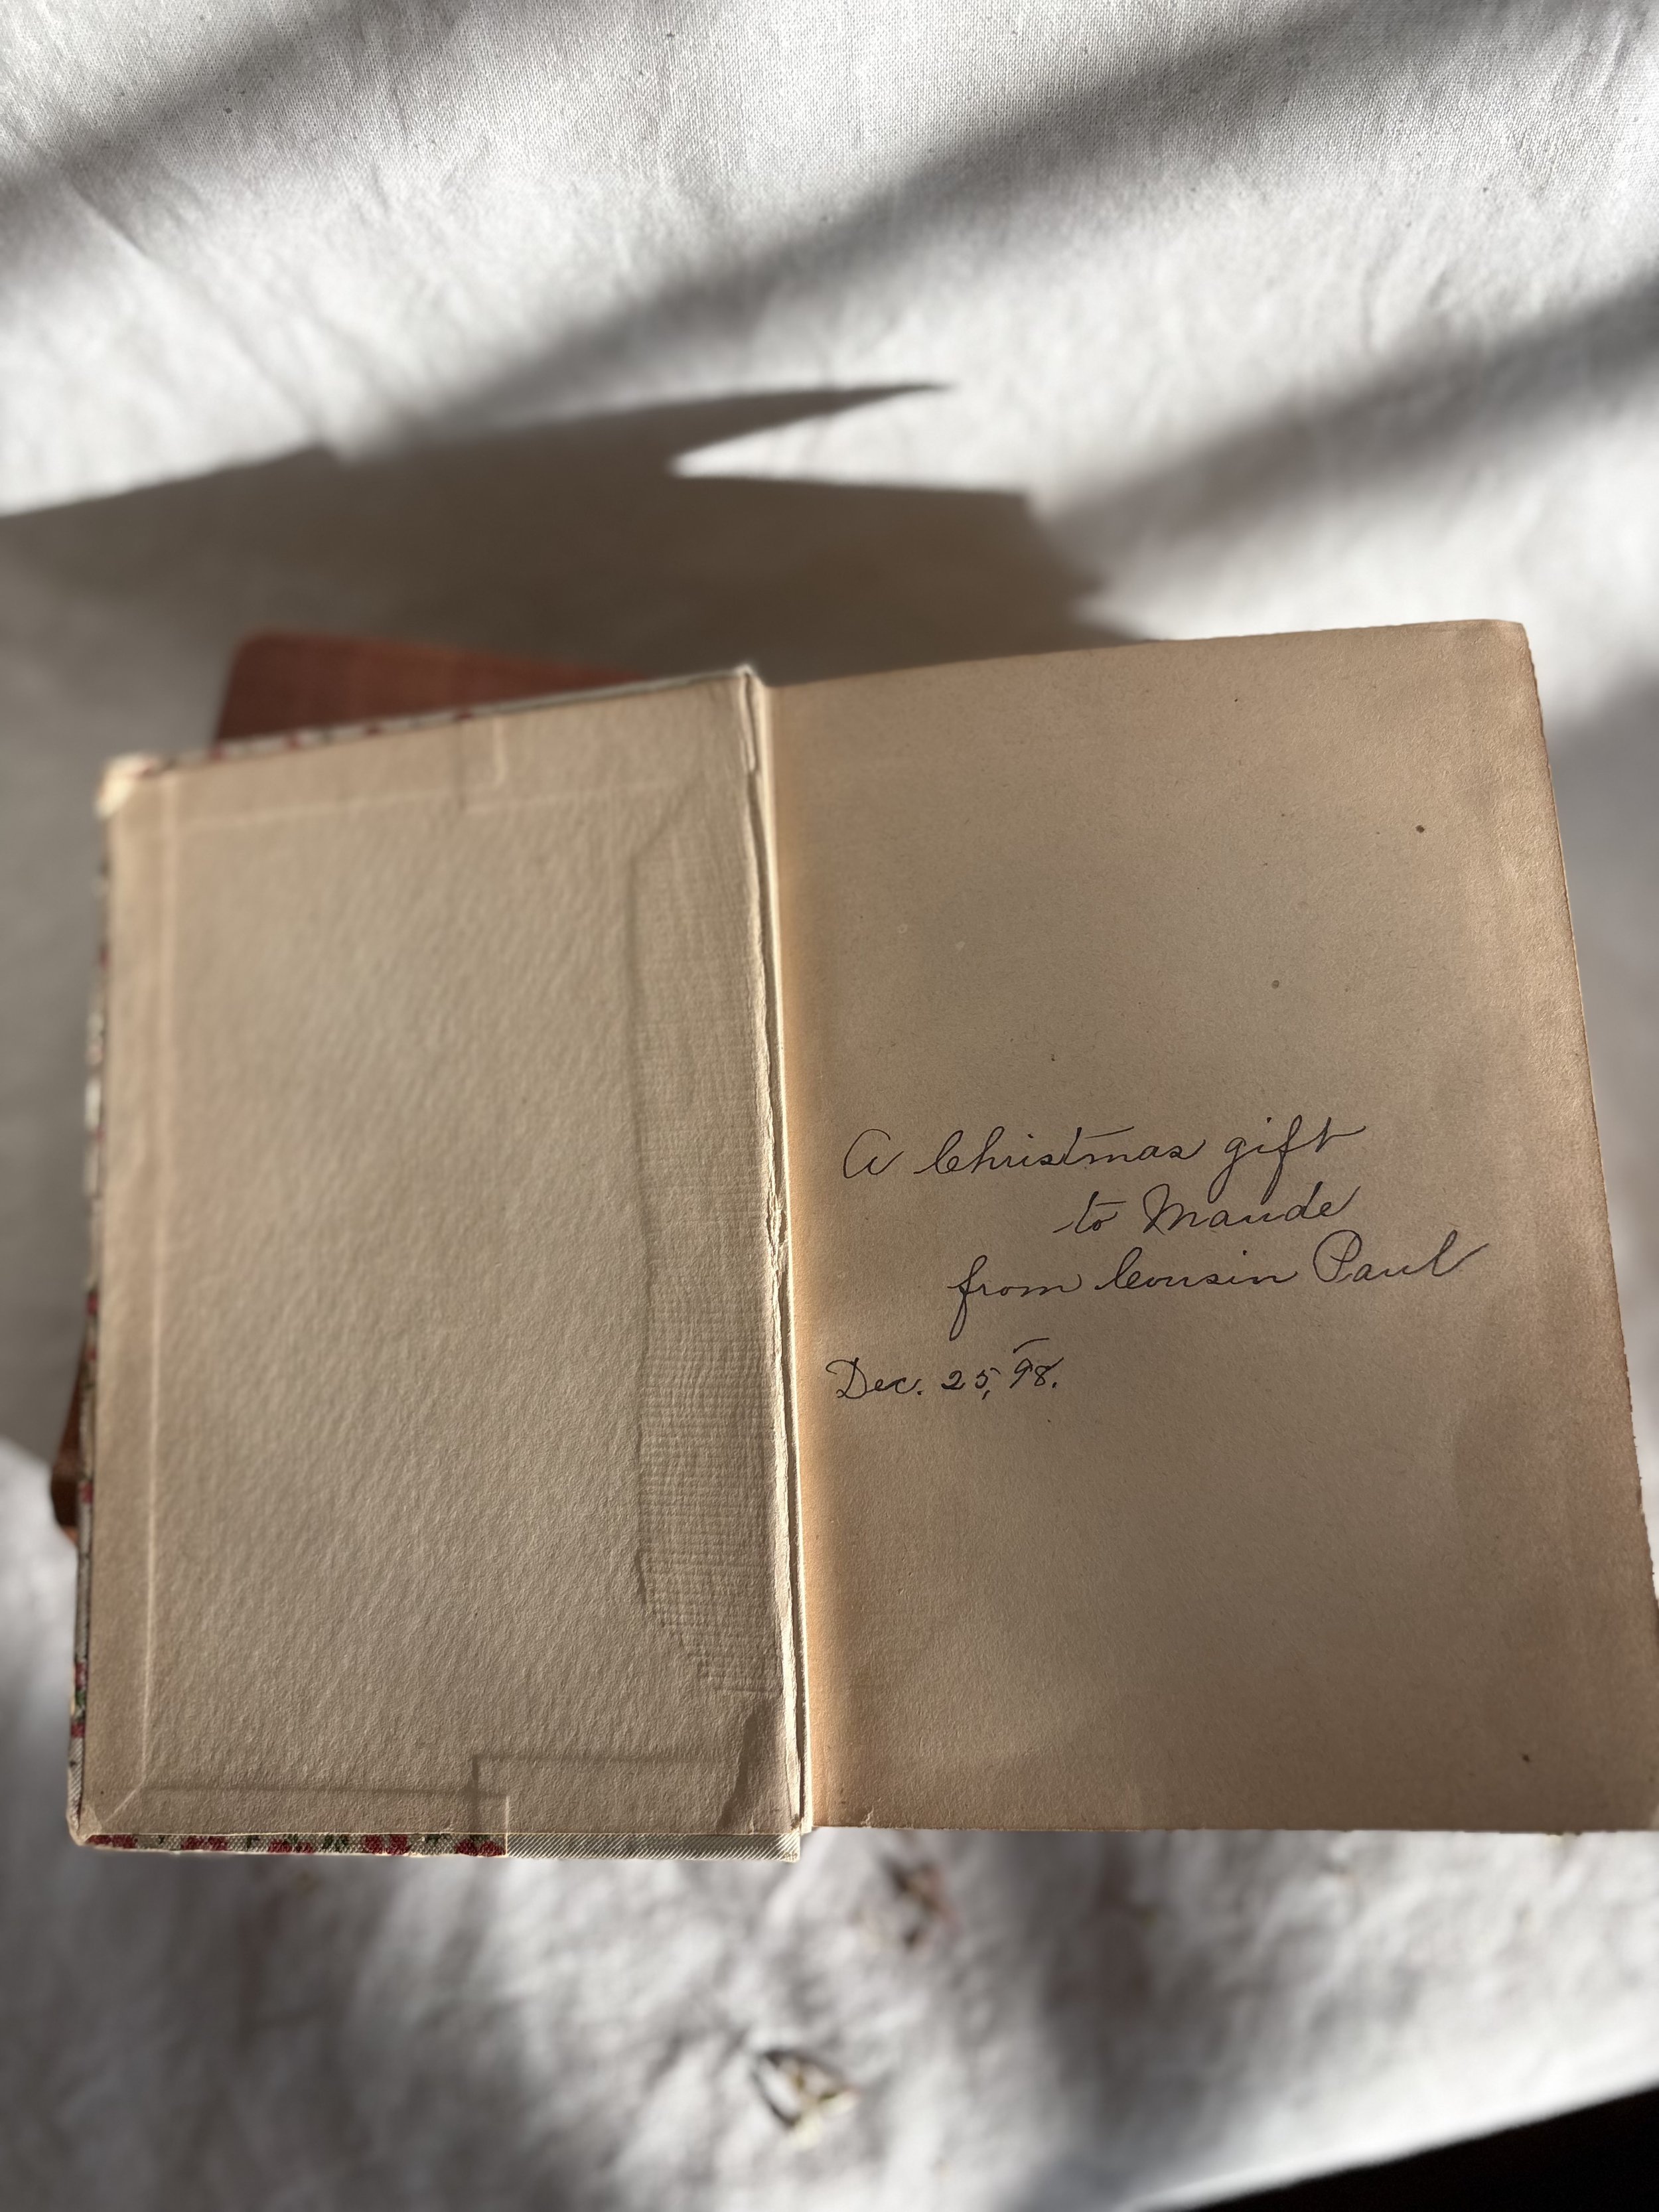 A Christmas gift
to Maude
from Cousin Paul
Dec. 25, 98.